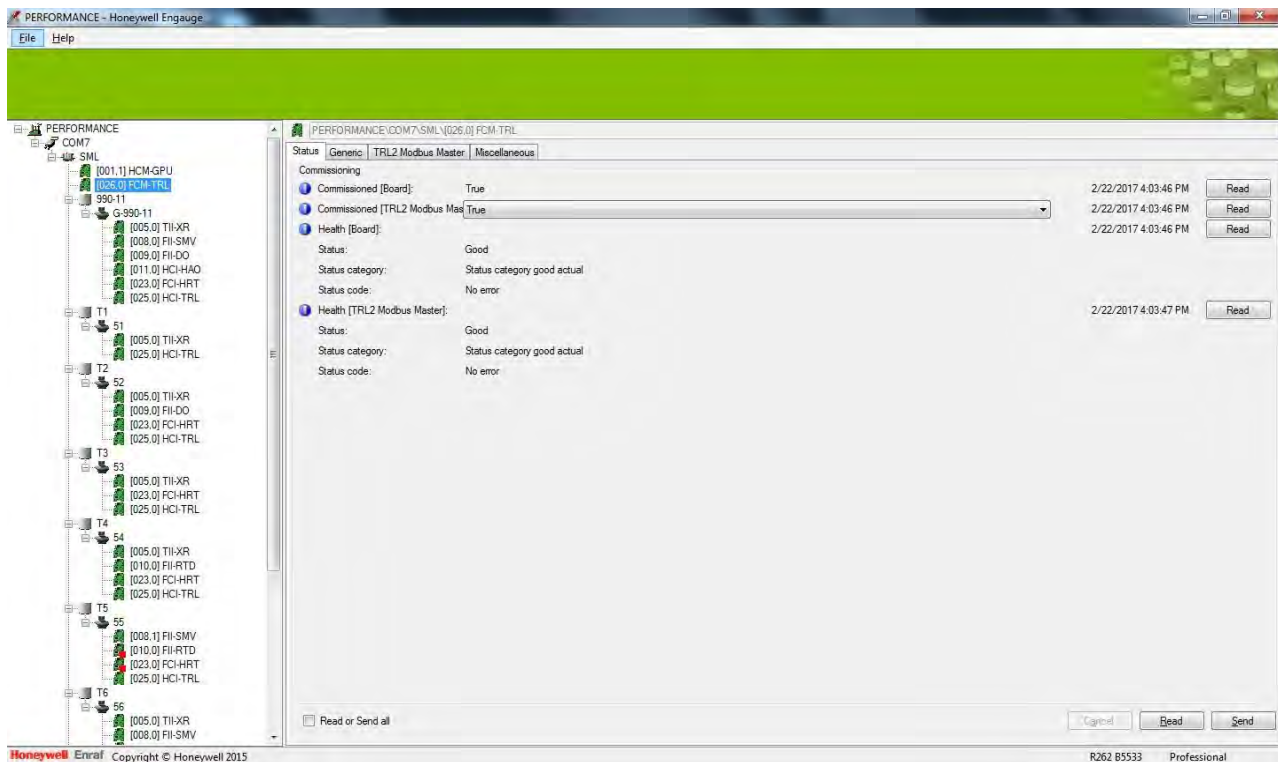 PERFORMANCE - Honeywell Engauge
File Help
PERFORMANCE
COM7
SML
[001,1] HCM-GPU
[026.0] FCM-TRL
990-11
G-990-11
[005.0] TII-XR
[008.0] FII-SMV
[009.0] FII-DO
[011.0] HCI-HAO
[023.0] FCI-HRT
[025.0] HCI-TRL
T1
51
[005.0] TII-XR
[025.0] HCI-TRL
T2
52
[005.0] TII-XR
[009.0] FII-DO
[023.0] FCI-HRT
[025.0] HCI-TRL
T3
53
[005.0] TII-XR
[023.0] FCI-HRT
[025.0] HCI-TRL
T4
54
[005.0] TII-XR
[010.0] FII-RTD
[023.0] FCI-HRT
[025.0] HCI-TRL
T5
55
[008,1] FII-SMV
[010.0] FII-RTD
[023.0] FCI-HRT
[025.0] HCI-TRL
T6
56
[005.0] TII-XR
[008.0] FII-SMV
PERFORMANCE\COM7\SML\[026.0] FCM-TRL
Status Generic TRL2 Modbus Master Miscellaneous
Commissioning
Commissioned [Board]: True 2/22/2017 4:03:46 PM Read
Commissioned [TRL2 Modbus Mas True 2/22/2017 4:03:46 PM Read
Health [Board]: 2/22/2017 4:03:46 PM Read
Status: Good
Status category: Status category good actual
Status code: No error
Health [TRL2 Modbus Master]: 2/22/2017 4:03:47 PM Read
Status: Good
Status category: Status category good actual
Status code: No error
Read or Send all Cancel Read Send
Honeywell Enraf Copyright © Honeywell 2015 R262 B5533 Professional